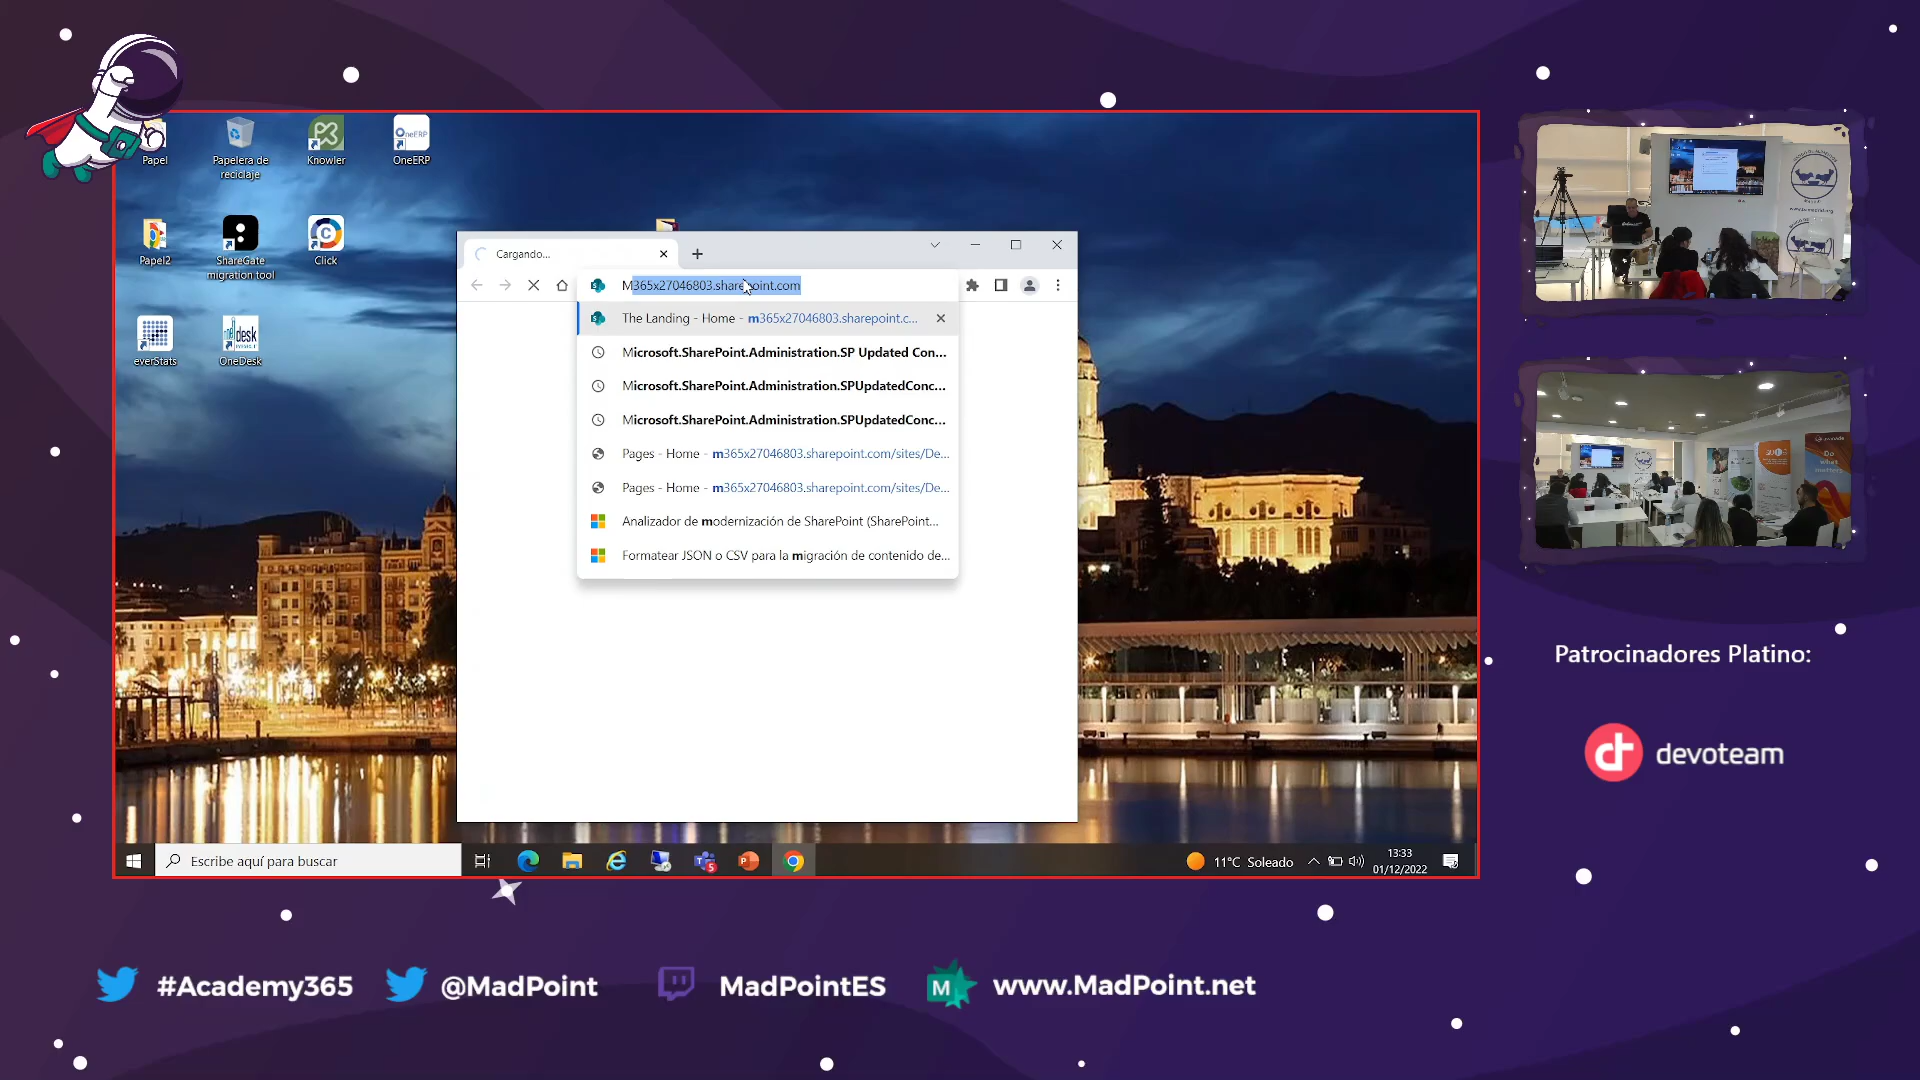 Papel
Papelera de
reciclaje
Knowler
OneERP
OneERP
Papel2
ShareGate
migration tool
Click
everStats
OneDesk
Cargando...
M365x27046803.sharepoint.com
The Landing - Home - m365x27046803.sharepoint.c...
Microsoft.SharePoint.Administration.SP Updated Con...
Microsoft.SharePoint.Administration.SPUpdatedConc...
Microsoft.SharePoint.Administration.SPUpdatedConc...
Pages - Home - m365x27046803.sharepoint.com/sites/De...
Pages - Home - m365x27046803.sharepoint.com/sites/De...
Analizador de modernización de SharePoint (SharePoint...
Formatear JSON o CSV para la migración de contenido de...
Escribe aquí para buscar
11°C Soleado
13:33
01/12/2022
Patrocinadores Platino:
devoteam
#Academy365
@MadPoint
MadPointES
M
www.MadPoint.net